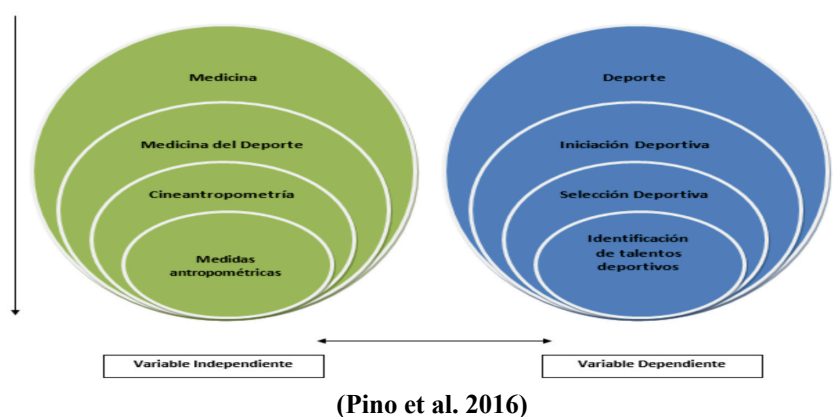 Medicina
Medicina del Deporte
Cineantropometría
Medidas
antropométricas
Deporte
Iniciación Deportiva
Selección Deportiva
Identificación
de talentos
deportivos
Variable Independiente
Variable Dependiente
(Pino et al. 2016)